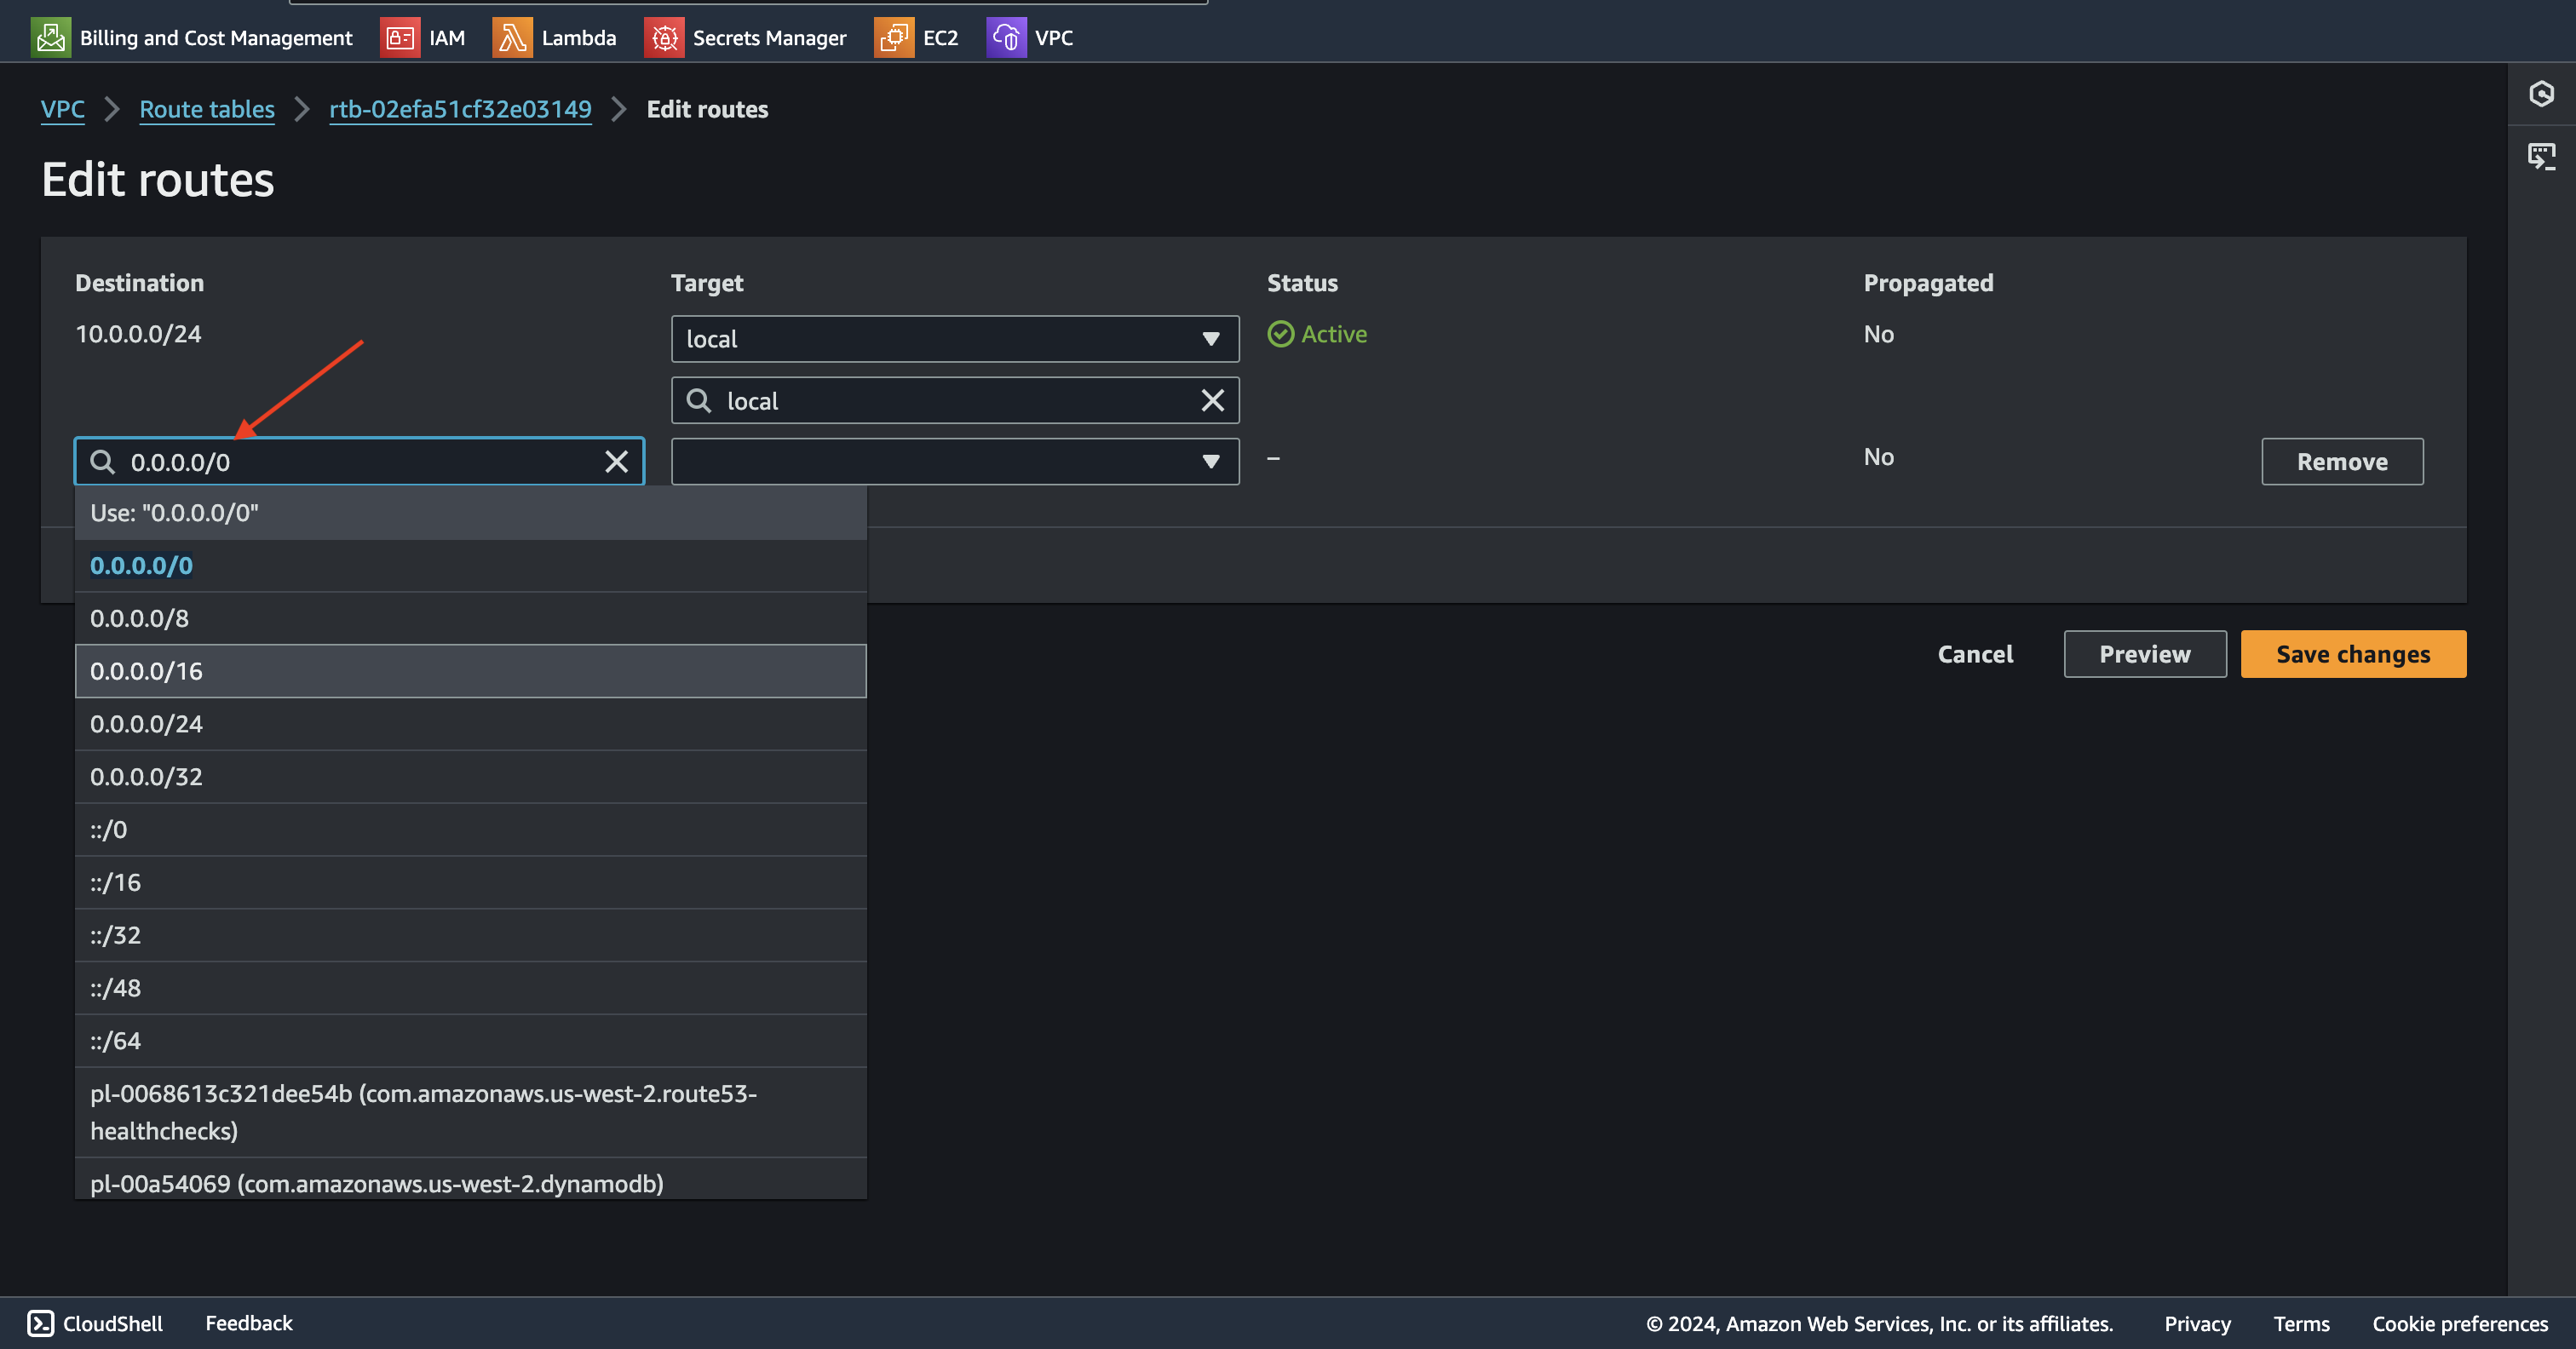 Billing and Cost Management IAM Lambda Secrets Manager EC2 VPC
VPC Route tables rtb-02efa51cf32e03149 Edit routes
Edit routes
Destination Target Status Propagated
10.0.0.0/24 local Active No
local
0.0.0.0/0 – No Remove
Use: "0.0.0.0/0"
0.0.0.0/0
0.0.0.0/8
0.0.0.0/16
0.0.0.0/24
0.0.0.0/32
::/0
::/16
::/32
::/48
::/64
pl-0068613c321dee54b (com.amazonaws.us-west-2.route53-
healthchecks)
pl-00a54069 (com.amazonaws.us-west-2.dynamodb)
Cancel Preview Save changes
CloudShell Feedback © 2024, Amazon Web Services, Inc. or its affiliates. Privacy Terms Cookie preferences